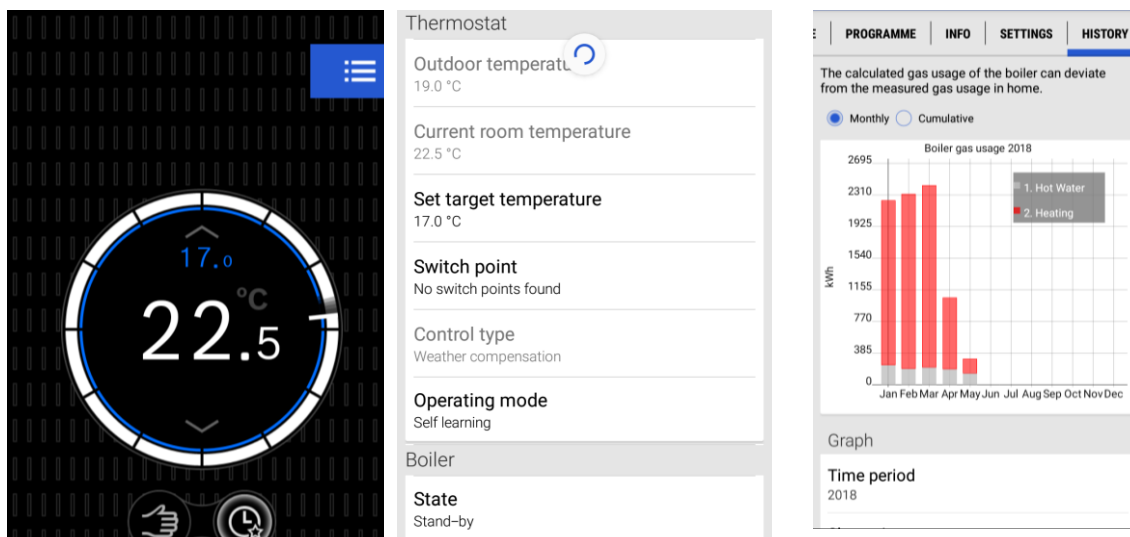 17.0
°C
22.5
Thermostat
Outdoor temperatu
19.0 °C
Current room temperature
22.5 °C
Set target temperature
17.0 °C
Switch point
No switch points found
Control type
Weather compensation
Operating mode
Self learning
Boiler
State
Stand-by
E PROGRAMME INFO SETTINGS HISTORY
The calculated gas usage of the boiler can deviate
from the measured gas usage in home.
Monthly Cumulative
Boiler gas usage 2018
2695
2310
1925
1540
1155
770
385
0
kWh
1. Hot Water
2. Heating
Jan Feb Mar Apr May Jun Jul Aug Sep Oct Nov Dec
Graph
Time period
2018